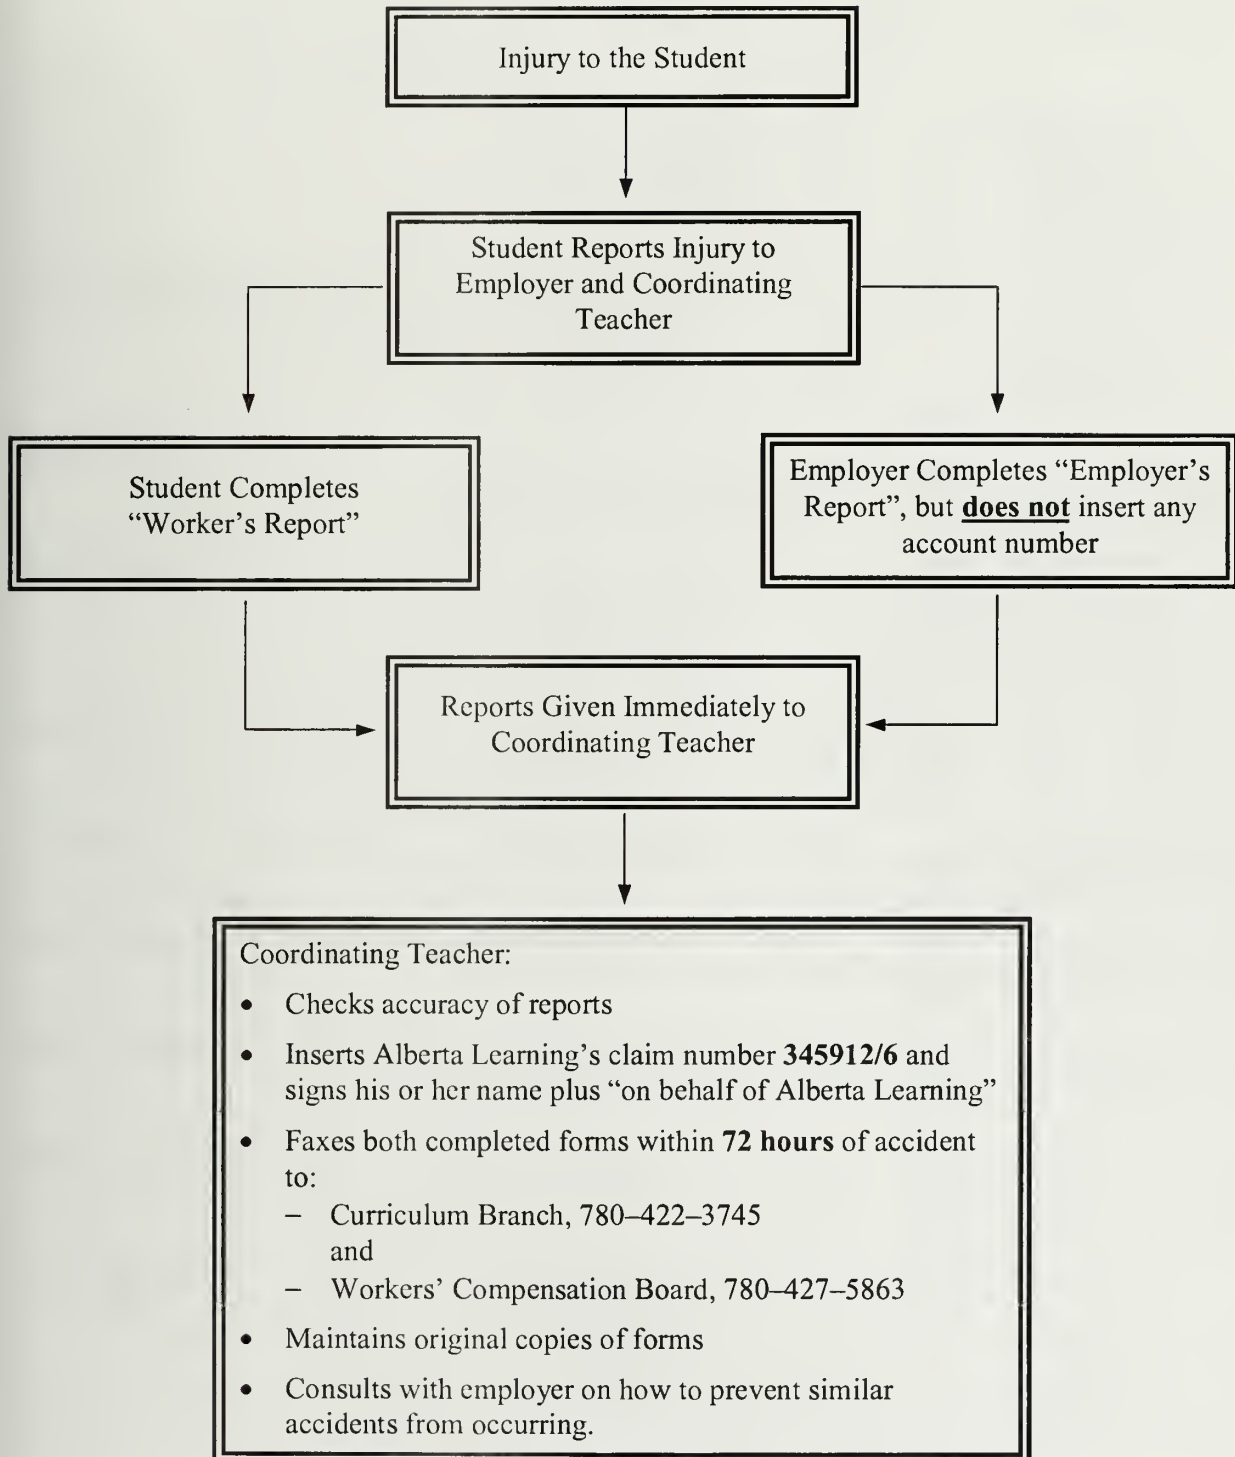 Injury to the Student
Student Reports Injury to
Employer and Coordinating
Teacher
Student Completes
“Worker’s Report”
Employer Completes “Employer’s
Report”, but does not insert any
account number
Reports Given Immediately to
Coordinating Teacher
Coordinating Teacher:
• Checks accuracy of reports
• Inserts Alberta Learning’s claim number 345912/6 and
signs his or her name plus “on behalf of Alberta Learning”
• Faxes both completed forms within 72 hours of accident
to:
– Curriculum Branch, 780–422–3745
and
– Workers’ Compensation Board, 780–427–5863
• Maintains original copies of forms
• Consults with employer on how to prevent similar
accidents from occurring.